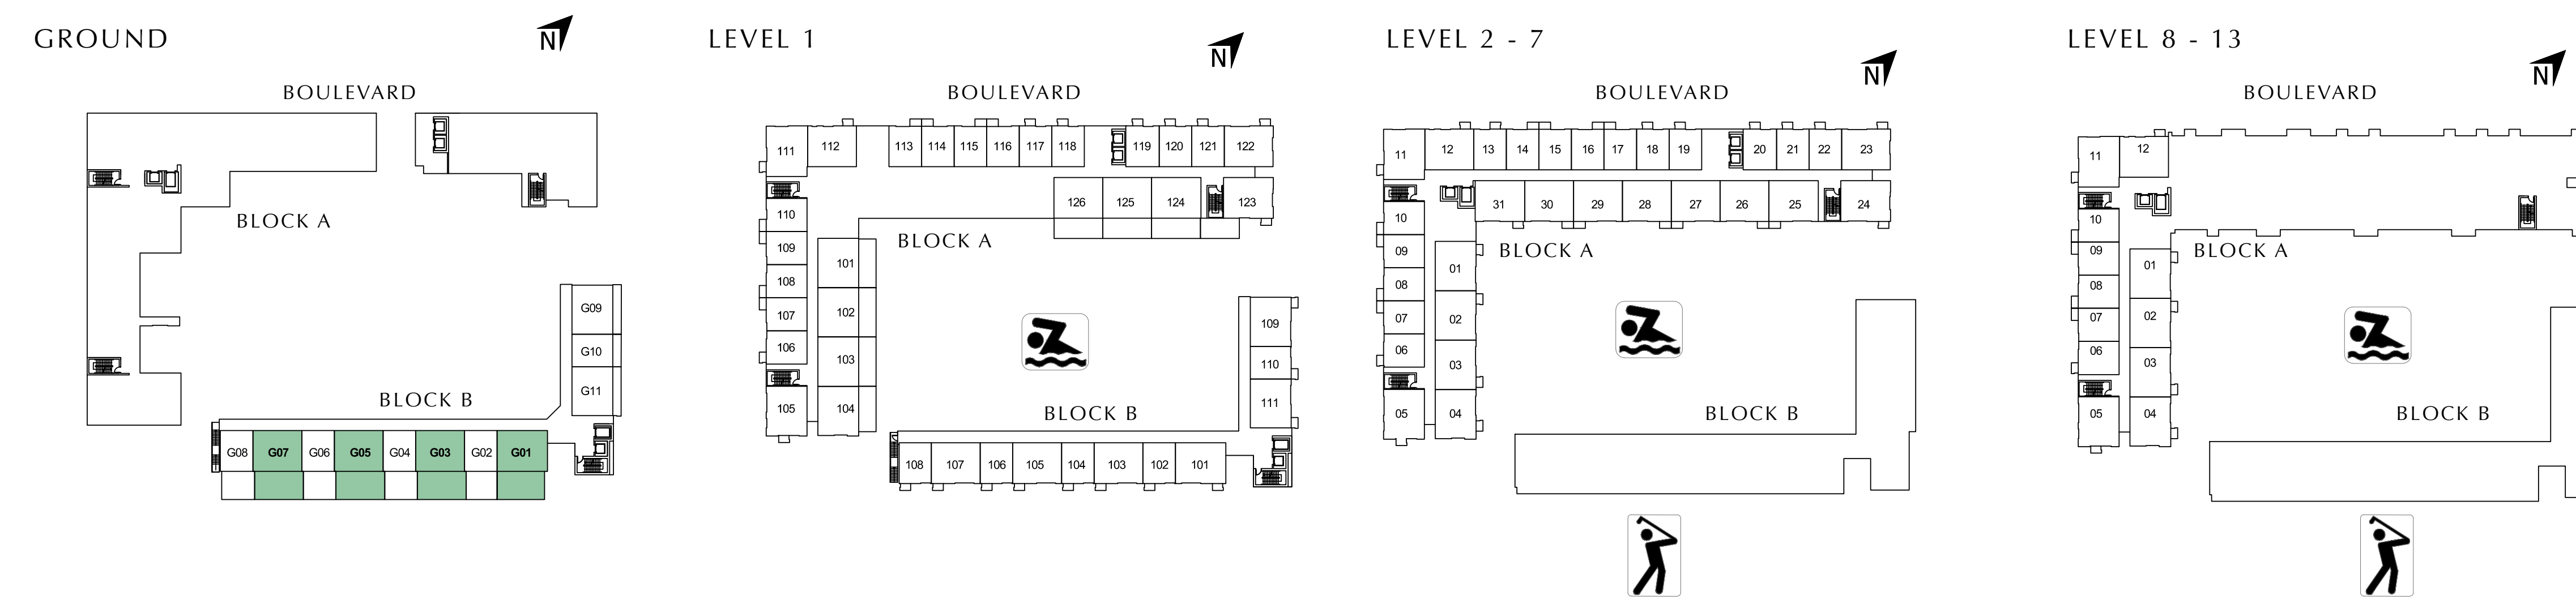 GROUND
N
BOULEVARD
BLOCK A
G09
G10
G11
BLOCK B
G08 G07 G06 G05 G04 G03 G02 G01
LEVEL 1
N
BOULEVARD
111 112 113 114 115 116 117 118 119 120 121 122
126 125 124 123
110
109
108
107
106
105
BLOCK A
101
102
103
104
109
110
111
BLOCK B
108 107 106 105 104 103 102 101
LEVEL 2 - 7
N
BOULEVARD
11 12 13 14 15 16 17 18 19 20 21 22 23
31 30 29 28 27 26 25 24
10
09
08
07
06
05
BLOCK A
01
02
03
04
BLOCK B
LEVEL 8 - 13
N
BOULEVARD
11 12
10
09
08
07
06
05
BLOCK A
01
02
03
04
BLOCK B